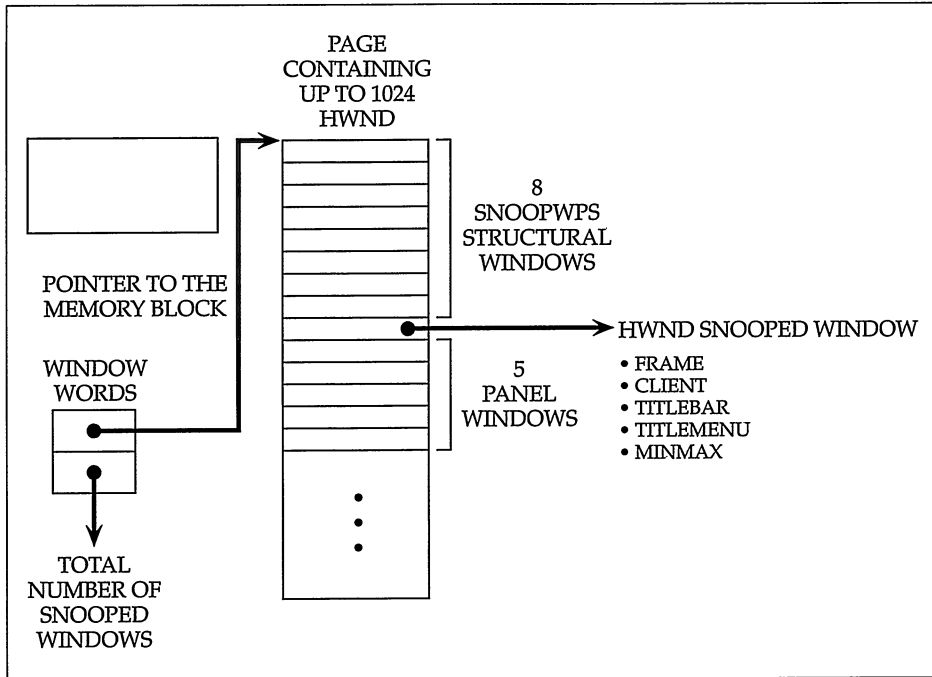 PAGE
CONTAINING
UP TO 1024
HWND
8
SNOOPWPS
STRUCTURAL
WINDOWS
POINTER TO THE
MEMORY BLOCK
HWND SNOOPED WINDOW
• FRAME
• CLIENT
• TITLEBAR
• TITLEMENU
• MINMAX
WINDOW
WORDS
5
PANEL
WINDOWS
TOTAL
NUMBER OF
SNOOPED
WINDOWS